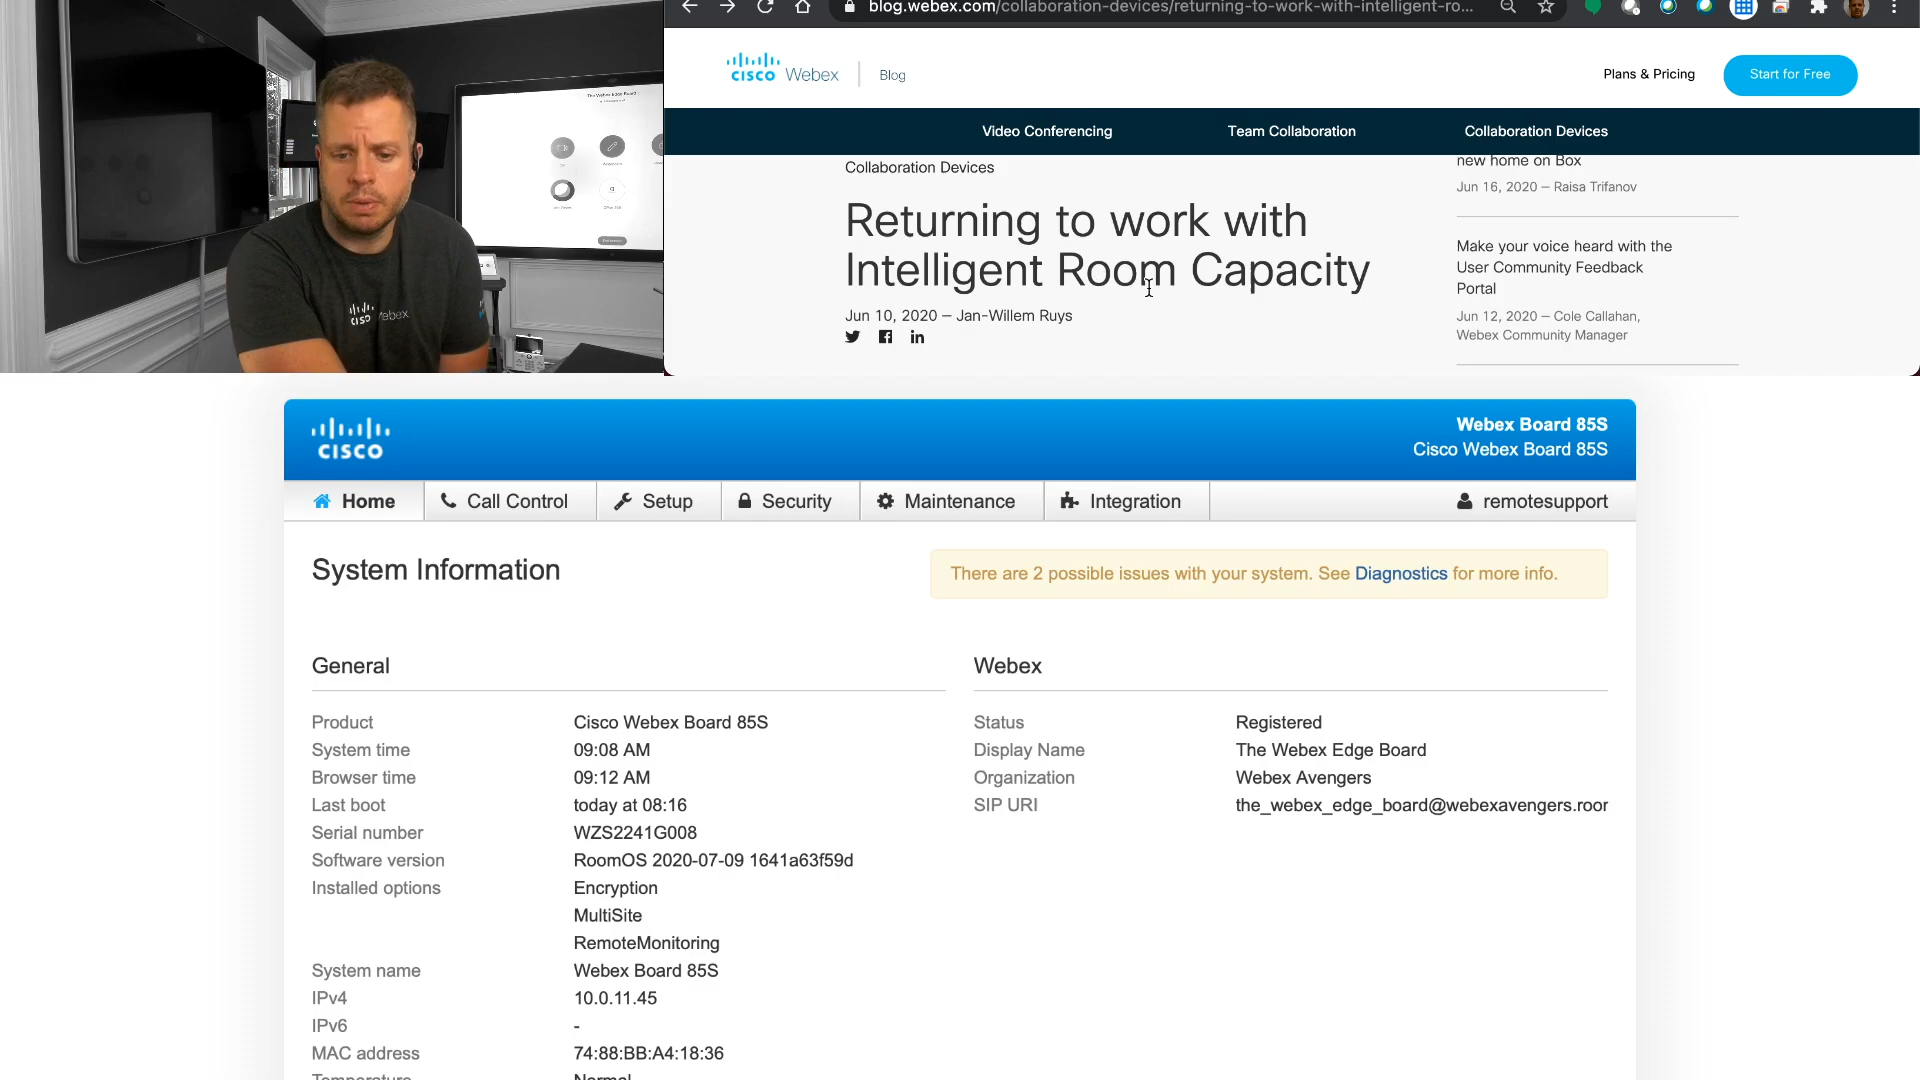 The Webex Edge Board
CISCO
Webex
blog.webex.com/collaboration-devices/returning-to-work-with-intelligent-ro...
CISCO Webex
Blog
Plans & Pricing
Start for Free
Video Conferencing
Team Collaboration
Collaboration Devices
Collaboration Devices
Returning to work with
Intelligent Room Capacity
Jun 10, 2020 — Jan-Willem Ruys
new home on Box
Jun 16, 2020 — Raisa Trifanov
Make your voice heard with the
User Community Feedback
Portal
Jun 12, 2020 — Cole Callahan,
Webex Community Manager
CISCO
Webex Board 85S
Cisco Webex Board 85S
Home
Call Control
Setup
Security
Maintenance
Integration
remotesupport
System Information
There are 2 possible issues with your system. See Diagnostics for more info.
General
Product Cisco Webex Board 85S
System time 09:08 AM
Browser time 09:12 AM
Last boot today at 08:16
Serial number WZS2241G008
Software version RoomOS 2020-07-09 1641a63f59d
Installed options Encryption
MultiSite
RemoteMonitoring
System name Webex Board 85S
IPv4 10.0.11.45
IPv6 -
MAC address 74:88:BB:A4:18:36
Temperature Normal
Webex
Status Registered
Display Name The Webex Edge Board
Organization Webex Avengers
SIP URI the_webex_edge_board@webexavengers.roor